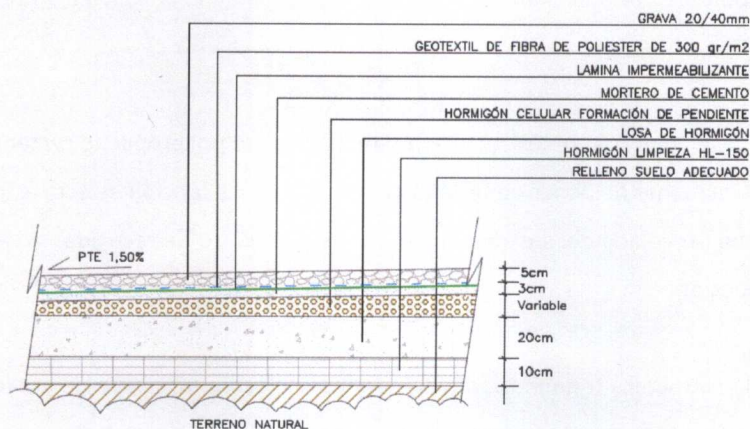 GRAVA 20/40mm
GEOTEXTIL DE FIBRA DE POLIESTER DE 300 gr/m2
LAMINA IMPERMEABILIZANTE
MORTERO DE CEMENTO
HORMIGÓN CELULAR FORMACIÓN DE PENDIENTE
LOSA DE HORMIGÓN
HORMIGÓN LIMPIEZA HL-150
RELLENO SUELO ADECUADO
PTE 1,50%
5cm
3cm
Variable
20cm
10cm
TERRENO NATURAL